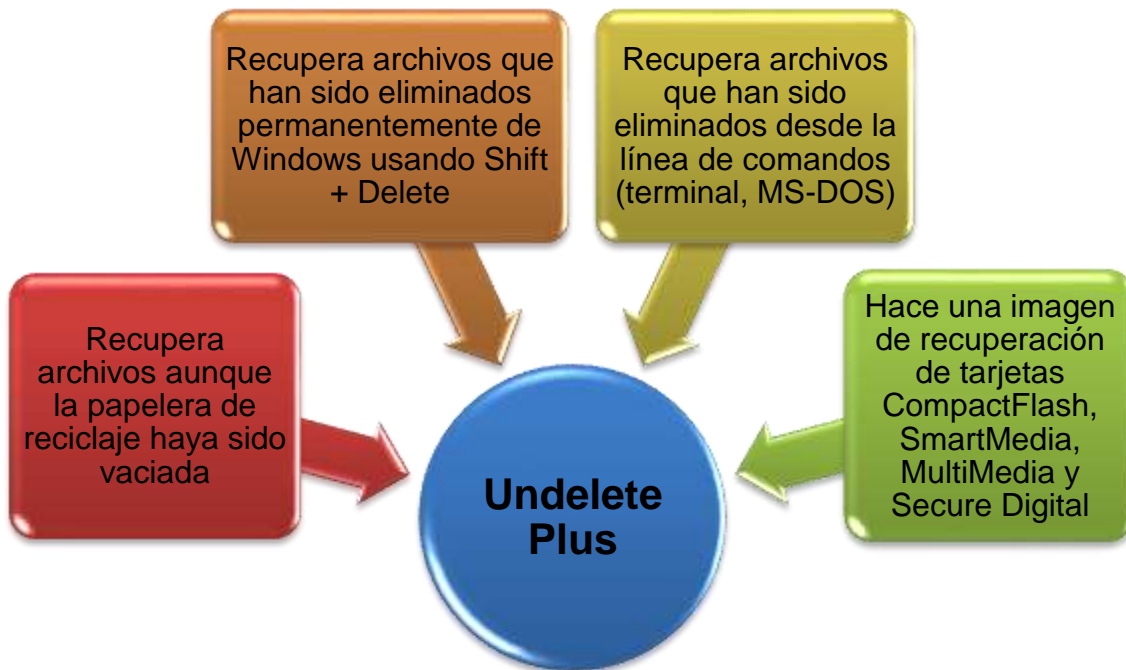 Recupera archivos que
han sido eliminados
permanentemente de
Windows usando Shift
+ Delete
Recupera archivos
que han sido
eliminados desde la
línea de comandos
(terminal, MS-DOS)
Recupera
archivos aunque
la papelera de
reciclaje haya sido
vaciada
Hace una imagen
de recuperación
de tarjetas
CompactFlash,
SmartMedia,
MultiMedia y
Secure Digital
Undelete
Plus